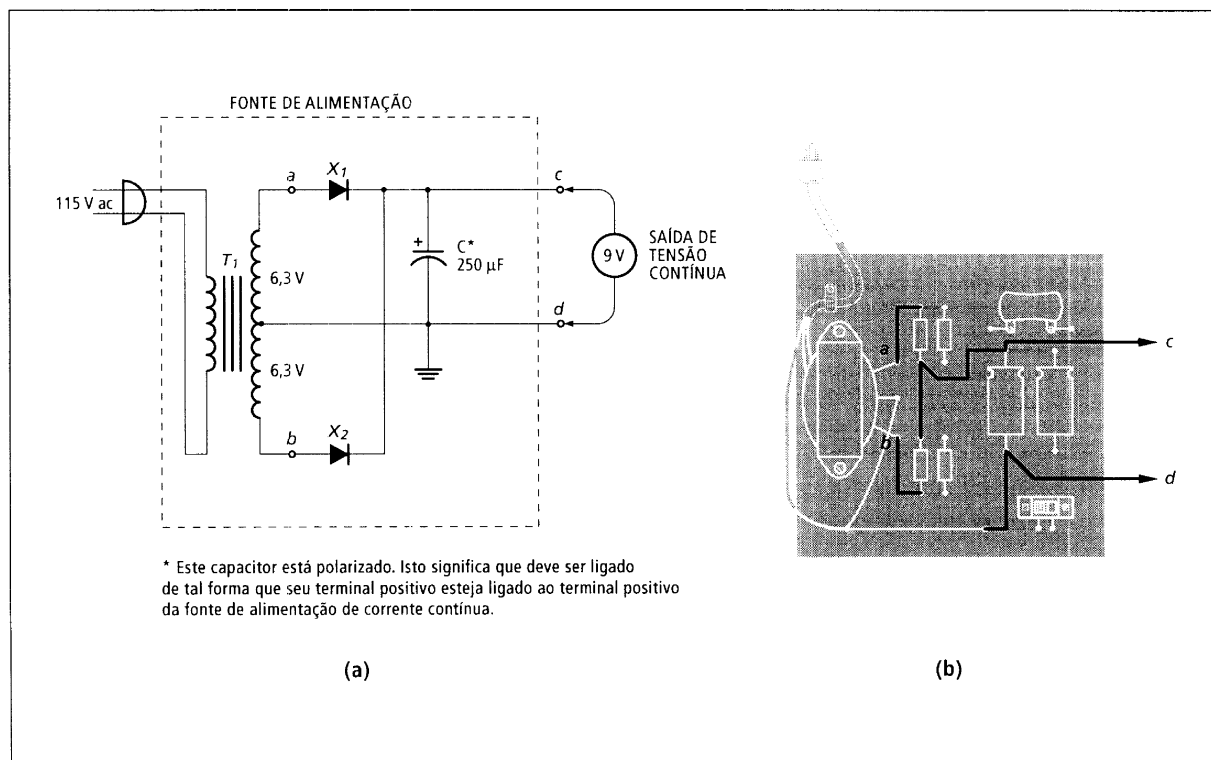 FONTE DE ALIMENTAÇÃO
115 V ac
T1
6,3 V
6,3 V
a
X1
b
X2
+
C*
250 µF
c
d
9 V
SAÍDA DE
TENSÃO
CONTÍNUA
* Este capacitor está polarizado. Isto significa que deve ser ligado
de tal forma que seu terminal positivo esteja ligado ao terminal positivo
da fonte de alimentação de corrente contínua.
(a)
a
b
c
d
(b)